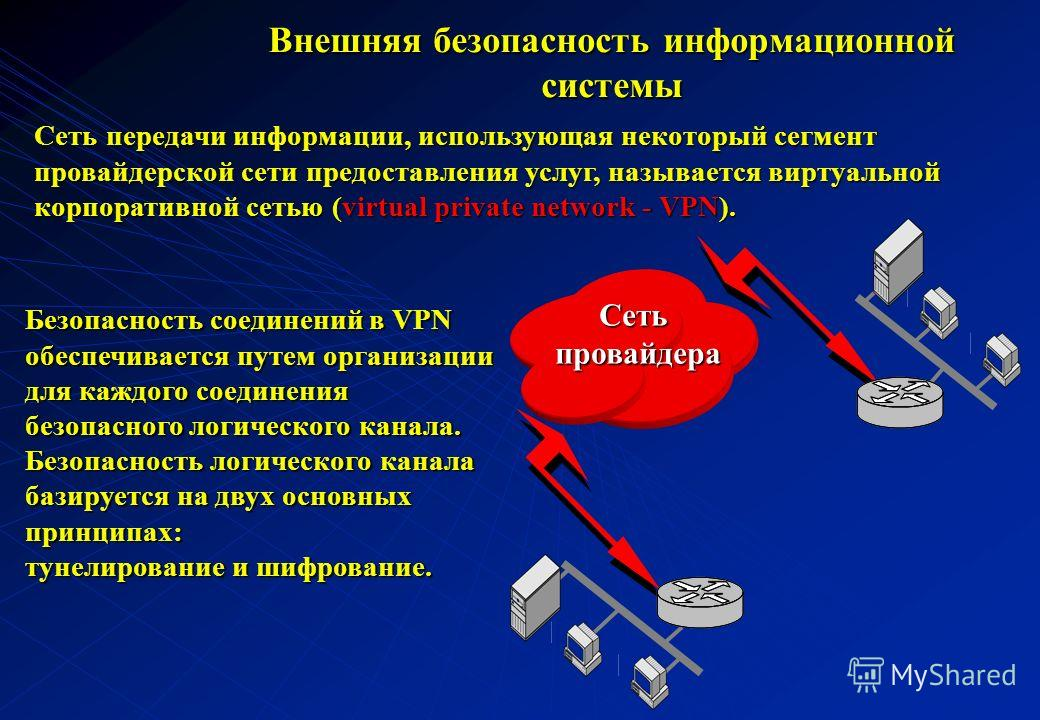 Внешняя безопасность информационной
системы
Сеть передачи информации, использующая некоторый сегмент
провайдерской сети предоставления услуг, называется виртуальной
корпоративной сетью (virtual private network - VPN).
Безопасность соединений в VPN
обеспечивается путем организации
для каждого соединения
безопасного логического канала.
Безопасность логического канала
базируется на двух основных
принципах:
тунелирование и шифрование.
Сеть
провайдера
MyShared